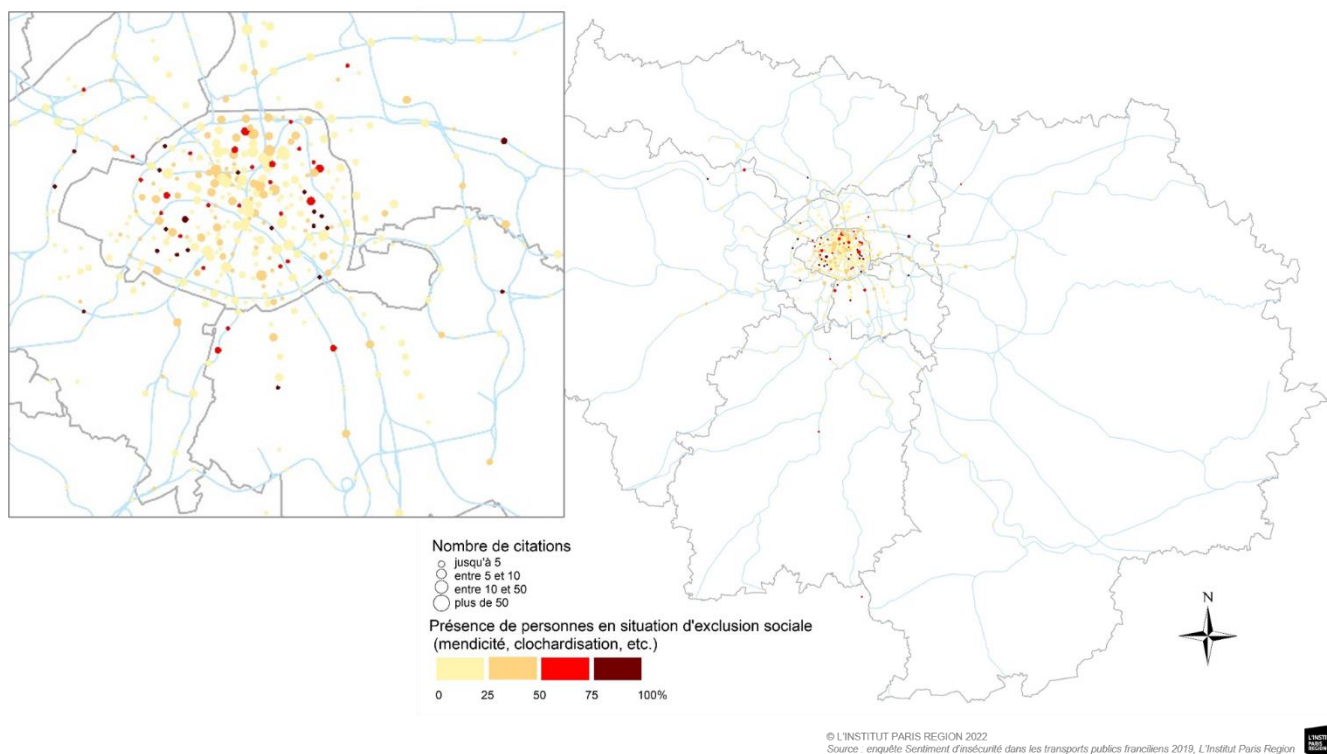 Nombre de citations
jusqu'à 5
entre 5 et 10
entre 10 et 50
plus de 50
Présence de personnes en situation d'exclusion sociale
(mendicité, clochardisation, etc.)
0 25 50 75 100%
N
© L'INSTITUT PARIS REGION 2022
Source : enquête Sentiment d'insécurité dans les transports publics franciliens 2019, L'Institut Paris Region